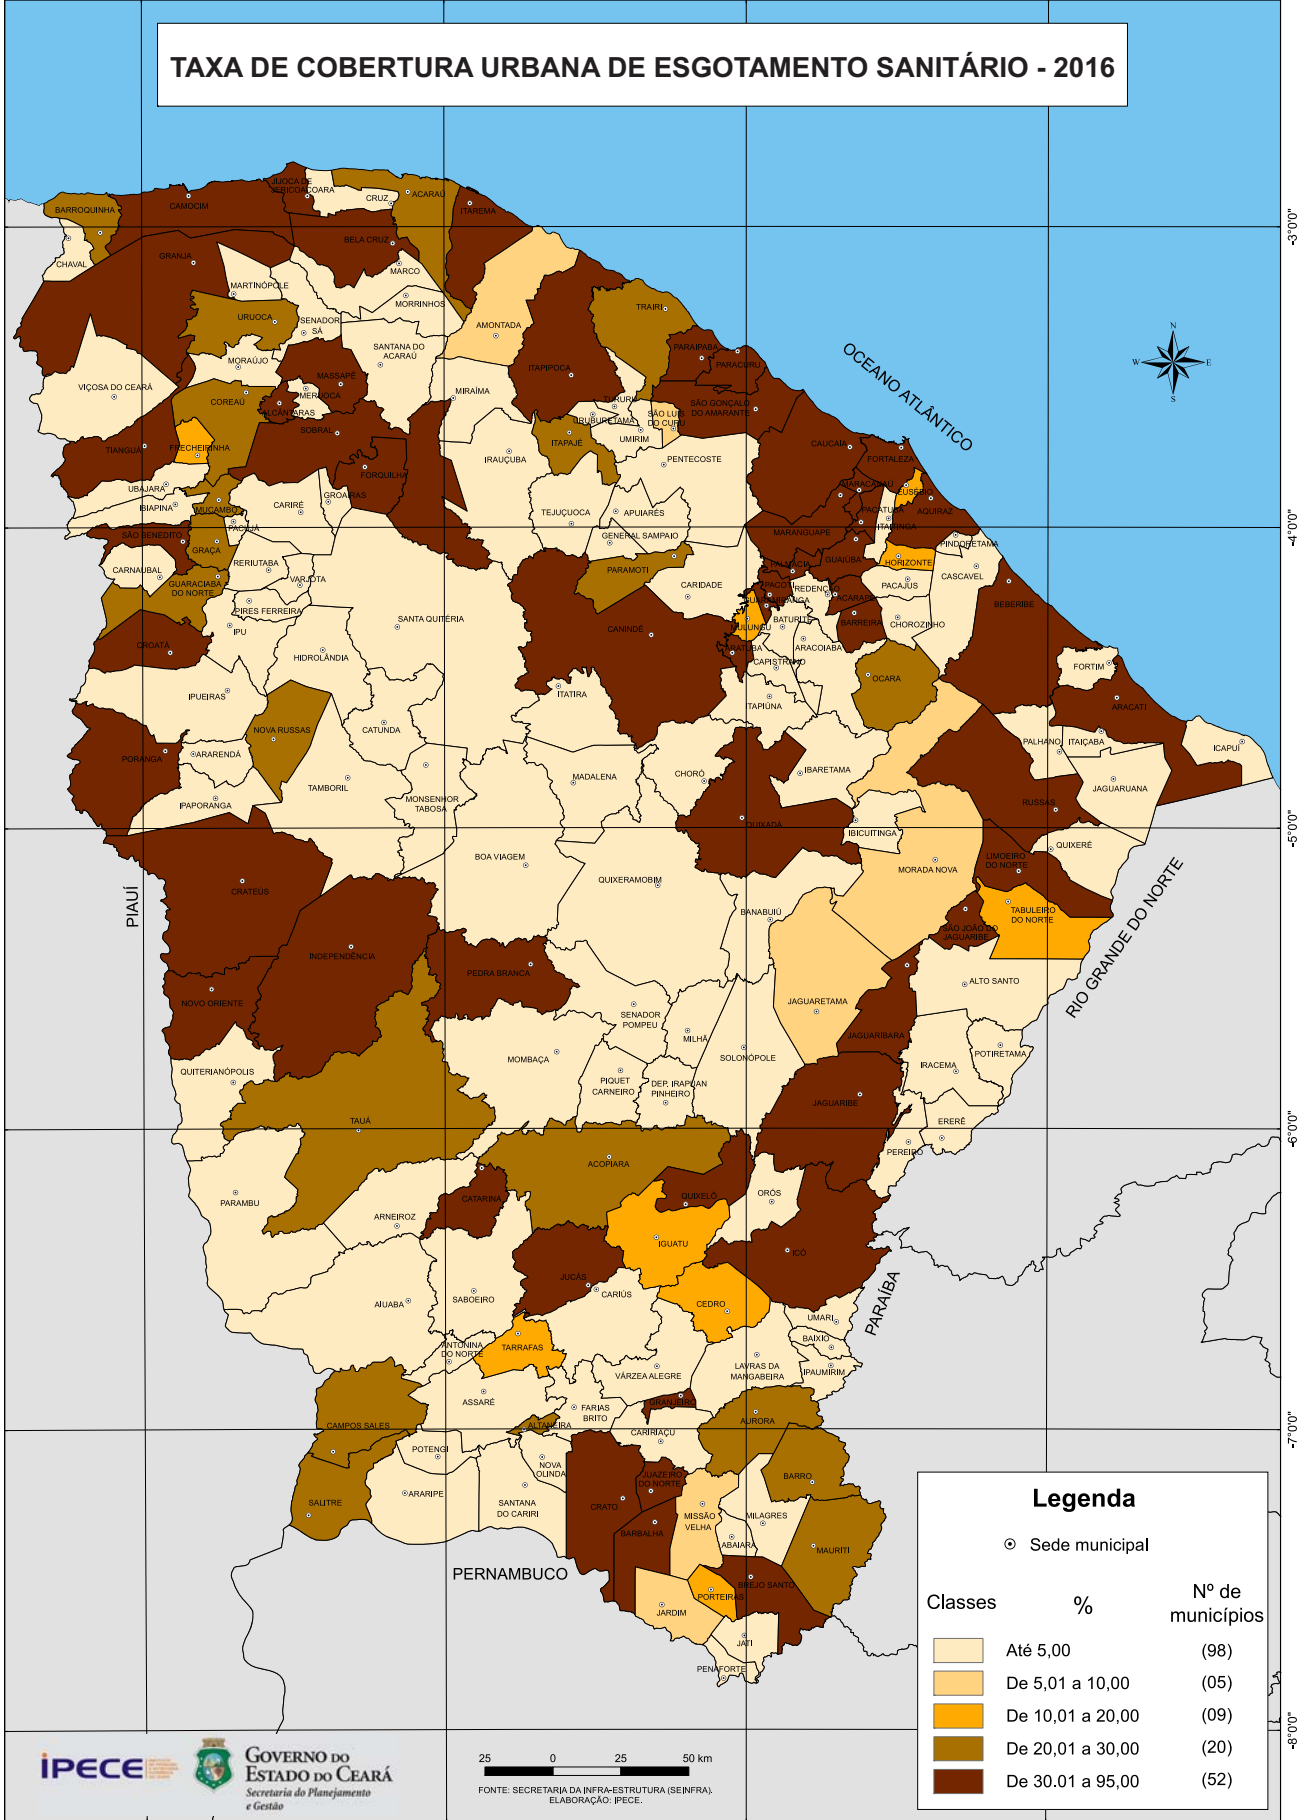 TAXA DE COBERTURA URBANA DE ESGOTAMENTO SANITÁRIO - 2016
JIJOCA DE
JERICOACOARA
CRUZ
ACARAÚ
ITAREMA
CAMOCIM
BARROQUINHA
CHAVAL
BELA CRUZ
GRANJA
MARCO
MARTINÓPOLE
MORRINHOS
URUOCA
SENADOR
SÁ
AMONTADA
TRAIRI
-3°0'0"
N
W
E
S
SANTANA DO
ACARAÚ
MORAÚJO
ITAPIPOCA
PARAIPABA
PARACURU
OCEANO ATLÂNTICO
VIÇOSA DO CEARÁ
MASSAPÊ
MERUOCA
MIRAÍMA
COREAÚ
ALCÂNTARAS
TURURU
URUBURETAMA
SÃO LUIS
DO CURU
SÃO GONÇALO
DO AMARANTE
SOBRAL
ITAPAJÉ
UMIRIM
CAUCAIA
TIANGUÁ
FRECHEIRINHA
IRAUÇUBA
PENTECOSTE
FORTALEZA
FORQUILHA
UBAJARA
MARACANAÚ
EUSÉBIO
IBIAPINA
MUCAMBO
CARIRÉ
GROAÍRAS
TEJUÇUOCA
APUIARÉS
PACATUBA
AQUIRAZ
ITAITINGA
PACUJÁ
MARANGUAPE
-4°0'0"
SÃO BENEDITO
GRAÇA
GENERAL SAMPAIO
PINDORETAMA
GUAIÚBA
HORIZONTE
CARNAUBAL
RERIUTABA
VARJOTA
PARAMOTI
CARIDADE
PALMÁCIA
PACOTI
REDENÇÃO
PACAJUS
CASCAVEL
GUARACIABA
DO NORTE
ACARAPE
BEBERIBE
PIRES FERREIRA
IPU
SANTA QUITÉRIA
CANINDÉ
MULUNGU
BATURITÉ
BARREIRA
CHOROZINHO
CROATÁ
HIDROLÂNDIA
ARATUBA
ARACOIABA
CAPISTRANO
FORTIM
OCARA
IPUEIRAS
ITATIRA
ITAPIÚNA
ARACATI
NOVA RUSSAS
CATUNDA
PALHANO
ITAIÇABA
ICAPUÍ
PORANGA
ARARENDÁ
MADALENA
CHORÓ
IBARETAMA
JAGUARUANA
TAMBORIL
IPAPORANGA
MONSENHOR
TABOSA
RUSSAS
QUIXADÁ
-5°0'0"
IBICUITINGA
QUIXERÉ
BOA VIAGEM
LIMOEIRO
DO NORTE
MORADA NOVA
CRATEÚS
QUIXERAMOBIM
PIAUÍ
TABULEIRO
DO NORTE
BANABUIÚ
SÃO JOÃO DO
JAGUARIBE
RIO GRANDE DO NORTE
INDEPENDÊNCIA
PEDRA BRANCA
ALTO SANTO
NOVO ORIENTE
JAGUARETAMA
SENADOR
POMPEU
MILHÃ
JAGUARIBARA
MOMBAÇA
SOLONÓPOLE
POTIRETAMA
IRACEMA
QUITERIANÓPOLIS
PIQUET
CARNEIRO
DEP. IRAPUAN
PINHEIRO
JAGUARIBE
TAUÁ
ERERÊ
-6°0'0"
PEREIRO
ACOPIARA
PARAMBU
CATARINA
QUIXELÔ
ORÓS
ARNEIROZ
IGUATU
ICÓ
JUCÁS
CARIÚS
SABOEIRO
AIUABA
CEDRO
PARAÍBA
UMARI
BAIXIO
ANTONINA
DO NORTE
TARRAFAS
LAVRAS DA
MANGABEIRA
IPAUMIRIM
VÁRZEA ALEGRE
ASSARÉ
GRANJEIRO
FARIAS
BRITO
AURORA
CAMPOS SALES
ALTANEIRA
CARIRIAÇU
-7°0'0"
POTENGI
NOVA
OLINDA
JUAZEIRO
DO NORTE
BARRO
ARARIPE
SALITRE
SANTANA
DO CARIRI
CRATO
MISSÃO
VELHA
MILAGRES
BARBALHA
ABAIARA
MAURITI
PERNAMBUCO
BREJO SANTO
PORTEIRAS
JARDIM
JATI
PENAFORTE
-8°0'0"
Legenda
Sede municipal
Classes
%
Nº de
municípios
Até 5,00
(98)
De 5,01 a 10,00
(05)
De 10,01 a 20,00
(09)
De 20,01 a 30,00
(20)
De 30.01 a 95,00
(52)
IPECE
GOVERNO DO
ESTADO DO CEARÁ
Secretaria do Planejamento
e Gestão
25
0
25
50 km
FONTE: SECRETARIA DA INFRA-ESTRUTURA (SEINFRA).
ELABORAÇÃO: IPECE.